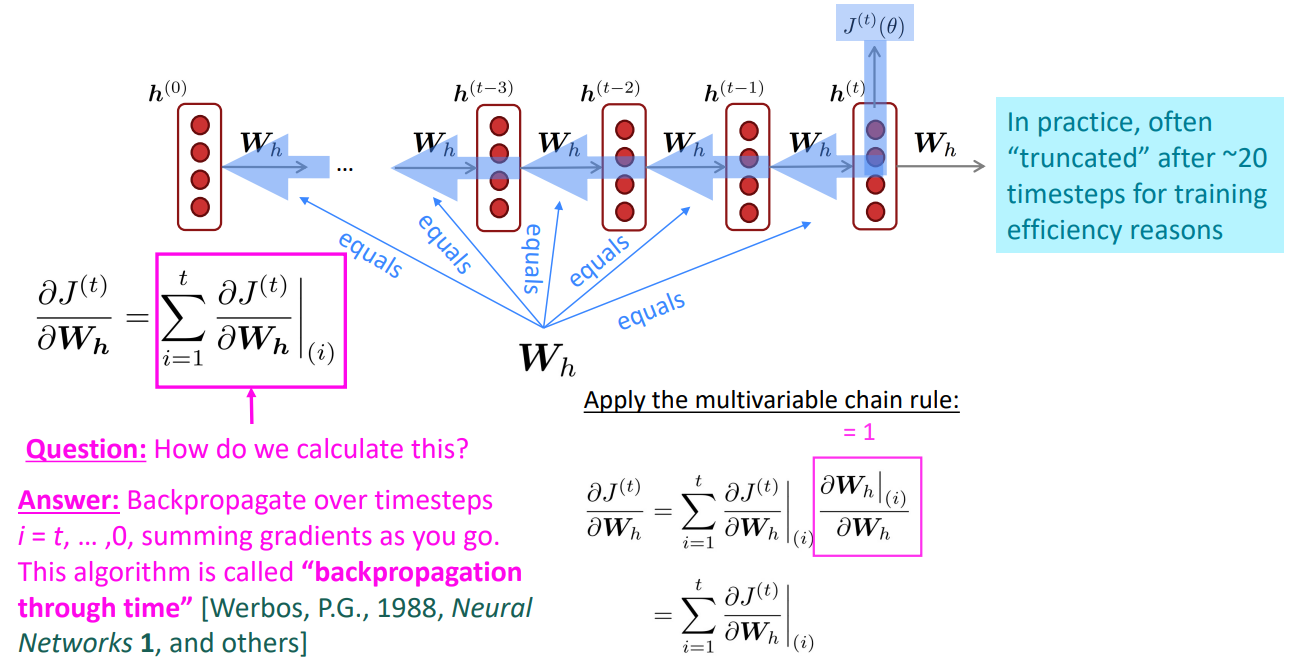 J^{(t)}(θ)
h^{(0)} h^{(t−3)} h^{(t−2)} h^{(t−1)} h^{(t)}
W_h ... W_h W_h W_h W_h W_h
In practice, often
“truncated” after ~20
timesteps for training
efficiency reasons
equals equals equals equals equals
W_h
∂J^{(t)}/∂W_h = ∑_{i=1}^{t} ∂J^{(t)}/∂W_h |_{(i)}
Question: How do we calculate this?
Answer: Backpropagate over timesteps
i = t, … ,0, summing gradients as you go.
This algorithm is called “backpropagation
through time” [Werbos, P.G., 1988, Neural
Networks 1, and others]
Apply the multivariable chain rule:
= 1
∂J^{(t)}/∂W_h = ∑_{i=1}^{t} ∂J^{(t)}/∂W_h |_{(i)} ∂W_h|_{(i)}/∂W_h
= ∑_{i=1}^{t} ∂J^{(t)}/∂W_h |_{(i)}